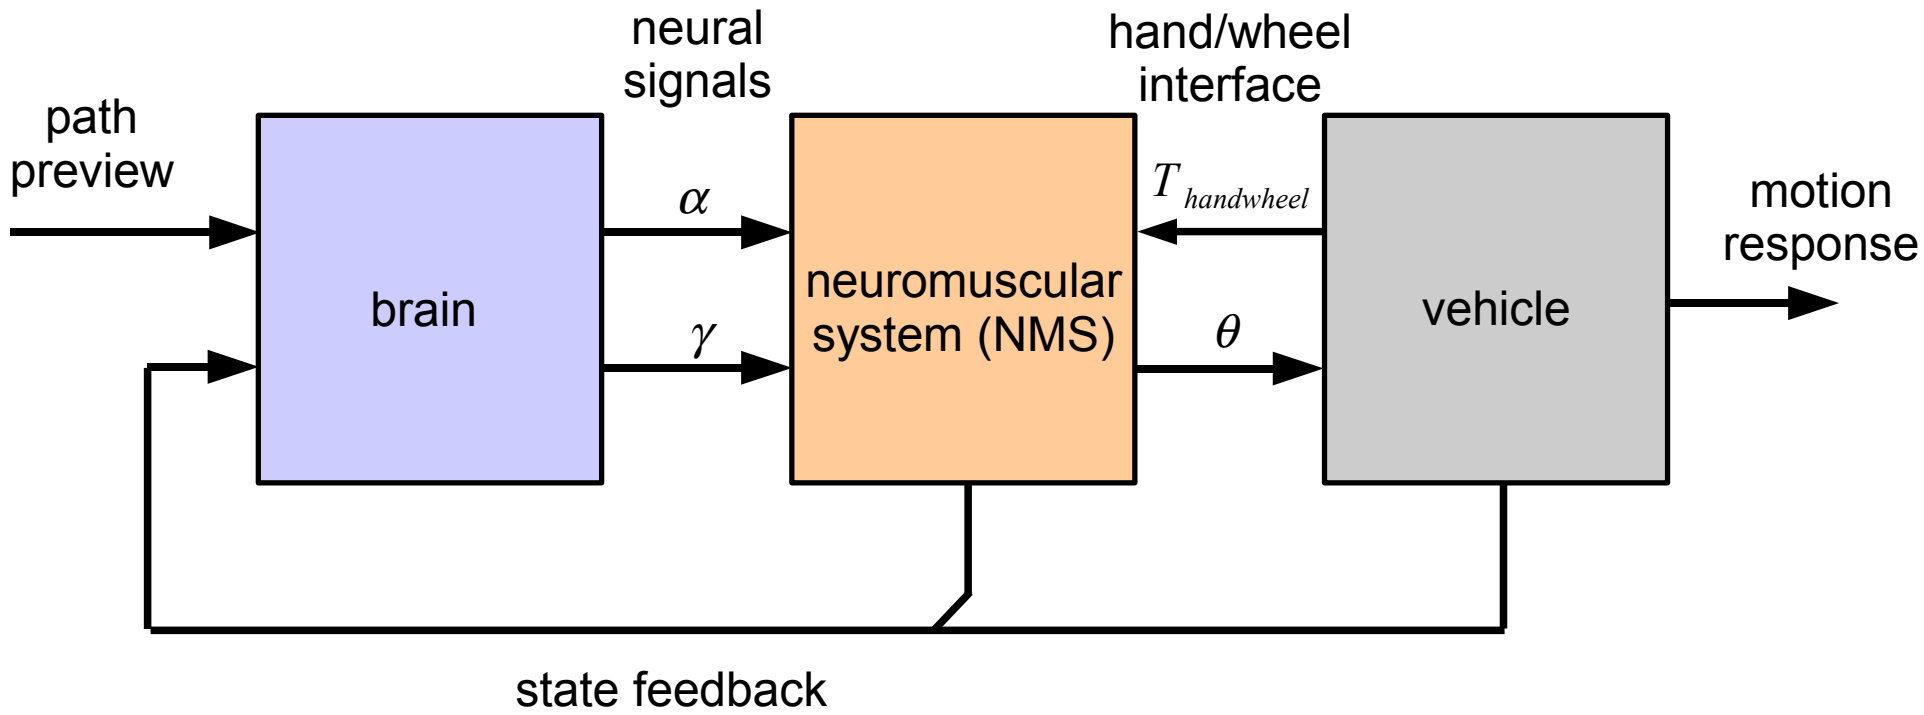 neural
signals
hand/wheel
interface
path
preview
α
T handwheel
motion
response
brain
neuromuscular
system (NMS)
vehicle
γ
θ
state feedback